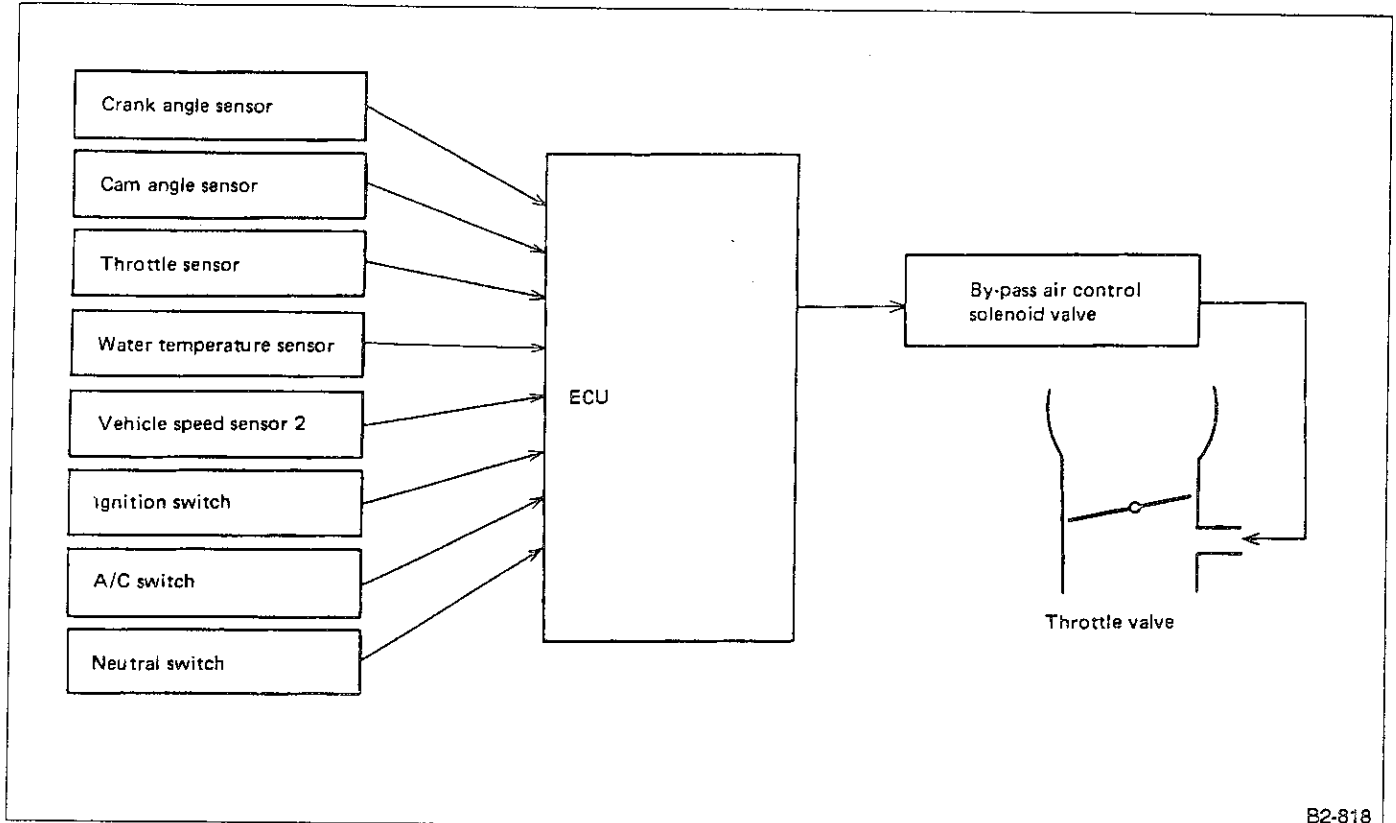 Crank angle sensor
Cam angle sensor
Throttle sensor
Water temperature sensor
Vehicle speed sensor 2
Ignition switch
A/C switch
Neutral switch
ECU
By-pass air control
solenoid valve
Throttle valve
B2-818